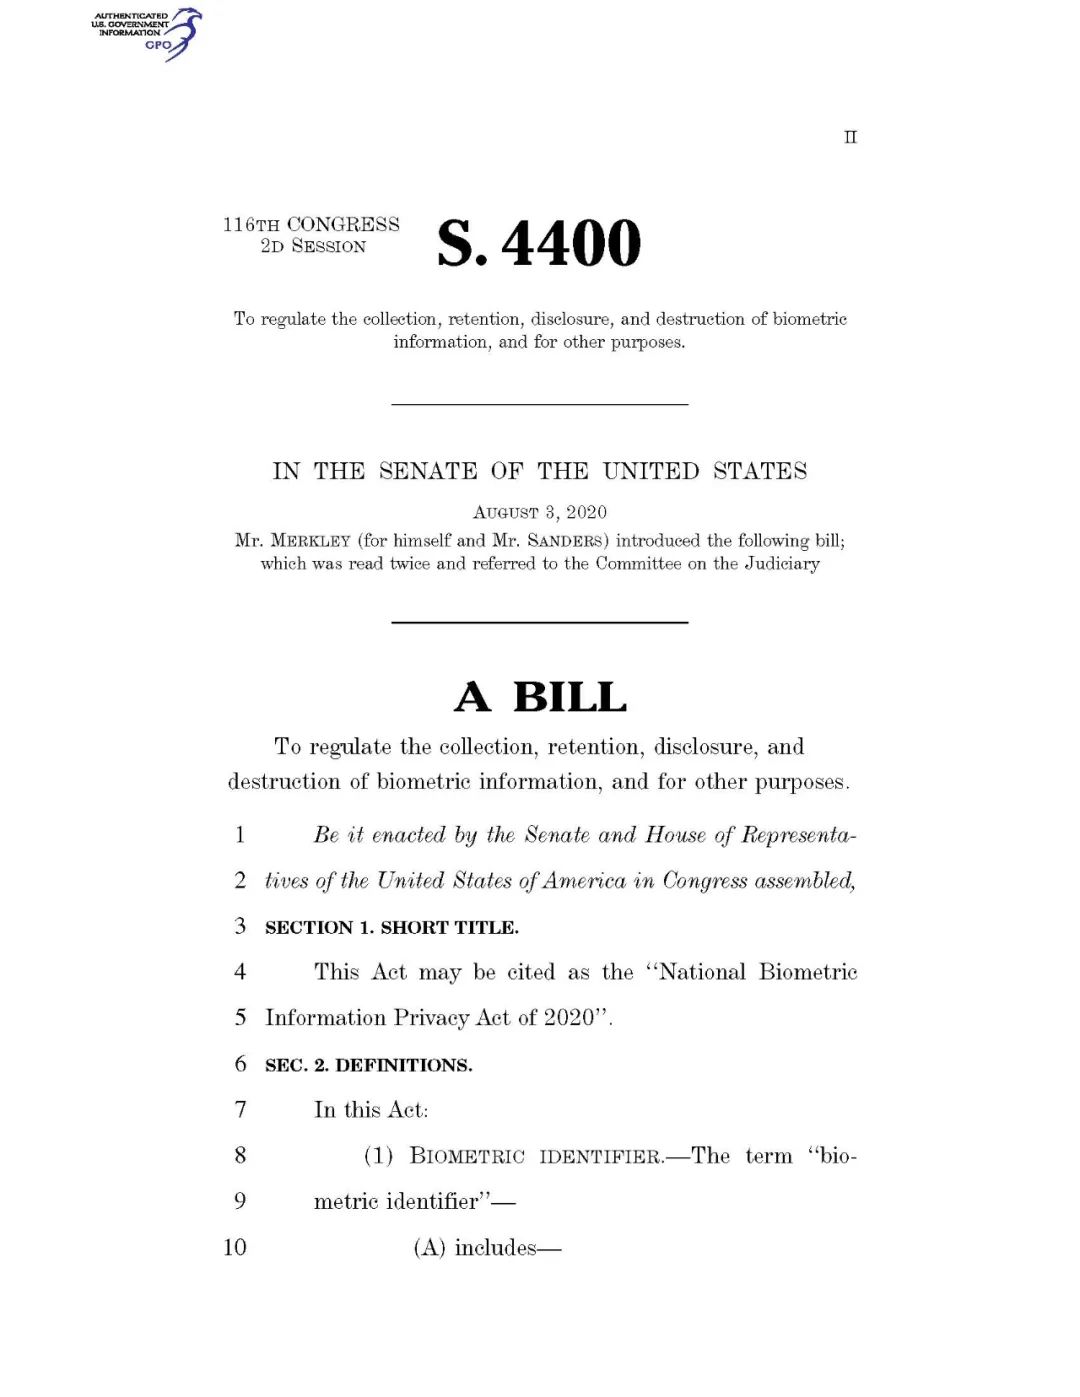 AUTHENTICATED
U.S. GOVERNMENT
INFORMATION
GPO
II
116TH CONGRESS
2D SESSION
S. 4400
To regulate the collection, retention, disclosure, and destruction of biometric
information, and for other purposes.
IN THE SENATE OF THE UNITED STATES
AUGUST 3, 2020
Mr. MERKLEY (for himself and Mr. SANDERS) introduced the following bill;
which was read twice and referred to the Committee on the Judiciary
A BILL
To regulate the collection, retention, disclosure, and
destruction of biometric information, and for other purposes.
1 Be it enacted by the Senate and House of Representa-
2 tives of the United States of America in Congress assembled,
3 SECTION 1. SHORT TITLE.
4 This Act may be cited as the ‘‘National Biometric
5 Information Privacy Act of 2020’’.
6 SEC. 2. DEFINITIONS.
7 In this Act:
8 (1) BIOMETRIC IDENTIFIER.—The term ‘‘bio-
9 metric identifier’’—
10 (A) includes—